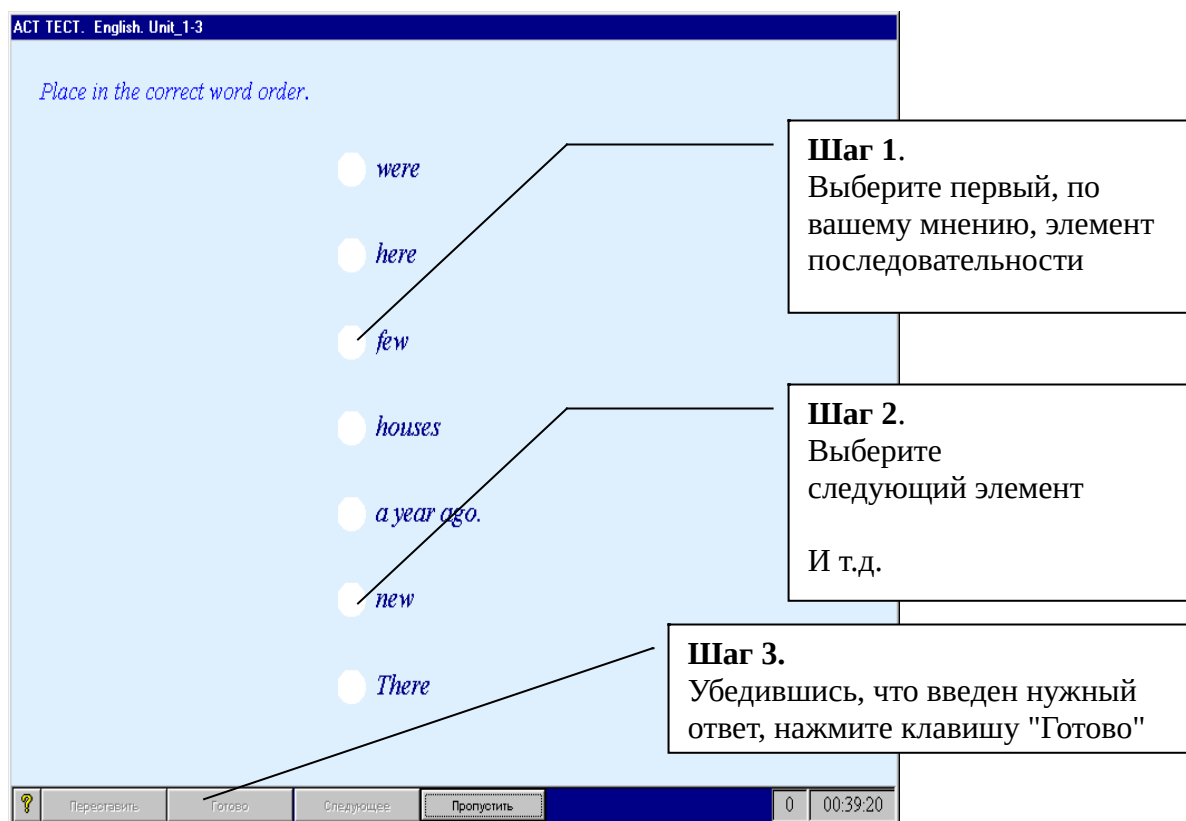 ACT ТЕСТ. English. Unit_1-3
Place in the correct word order.
were
here
few
houses
a year ago.
new
There
Шаг 1.
Выберите первый, по
вашему мнению, элемент
последовательности
Шаг 2.
Выберите
следующий элемент
И т.д.
Шаг 3.
Убедившись, что введен нужный
ответ, нажмите клавишу "Готово"
? Переставить Готово Следующее Пропустить 0 00:39:20